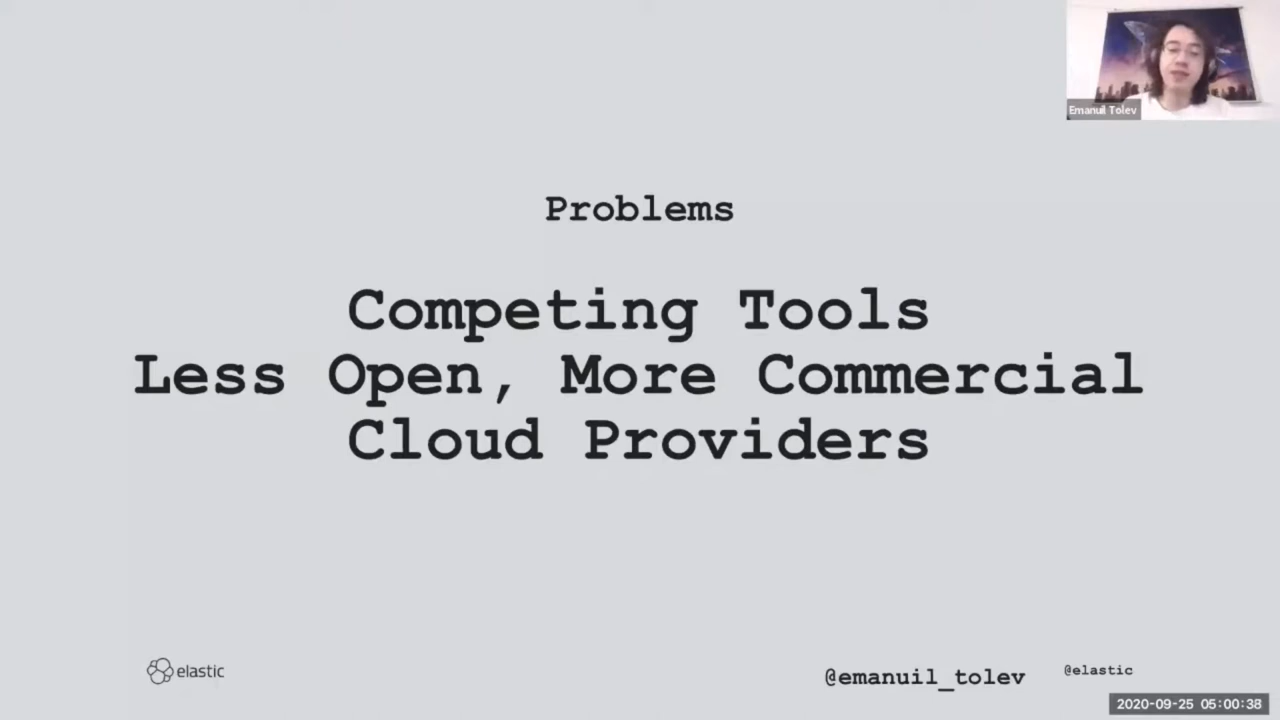 Emanuil Tolev
Problems
Competing Tools
Less Open, More Commercial
Cloud Providers
elastic
@emanuil_tolev
@elastic
2020-09-25 05:00:38